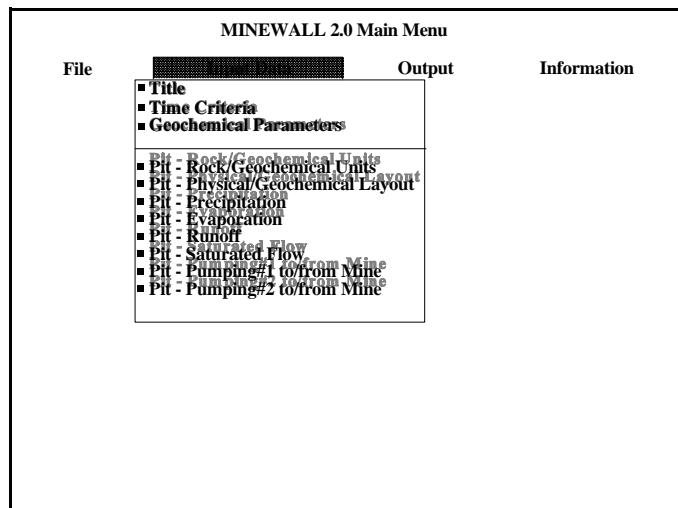 MINEWALL 2.0 Main Menu
File Input Data Output Information
Title
Time Criteria
Geochemical Parameters
Pit - Rock/Geochemical Units
Pit - Physical/Geochemical Layout
Pit - Precipitation
Pit - Evaporation
Pit - Runoff
Pit - Saturated Flow
Pit - Pumping#1 to/from Mine
Pit - Pumping#2 to/from Mine